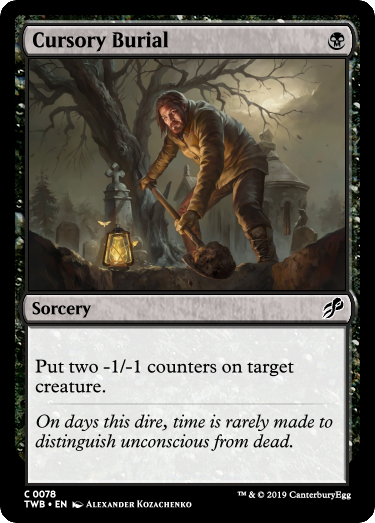 Cursory Burial
Sorcery
Put two -1/-1 counters on target
creature.
On days this dire, time is rarely made to
distinguish unconscious from dead.
C 0078
TWB • EN Alexander Kozachenko
™ & © 2019 CanterburyEgg